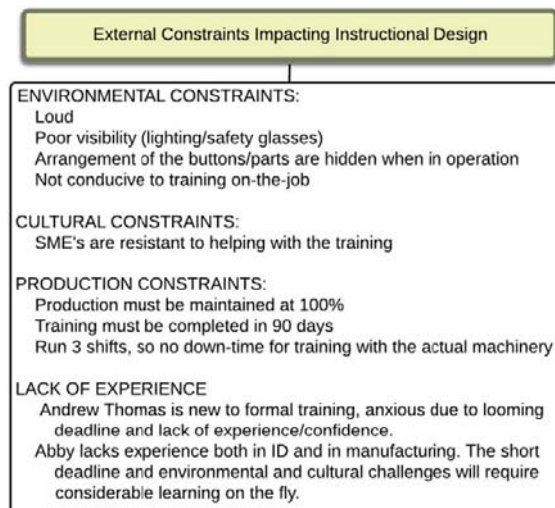 External Constraints Impacting Instructional Design
ENVIRONMENTAL CONSTRAINTS:
Loud
Poor visibility (lighting/safety glasses)
Arrangement of the buttons/parts are hidden when in operation
Not conducive to training on-the-job
CULTURAL CONSTRAINTS:
SME's are resistant to helping with the training
PRODUCTION CONSTRAINTS:
Production must be maintained at 100%
Training must be completed in 90 days
Run 3 shifts, so no down-time for training with the actual machinery
LACK OF EXPERIENCE
Andrew Thomas is new to formal training, anxious due to looming
deadline and lack of experience/confidence.
Abby lacks experience both in ID and in manufacturing. The short
deadline and environmental and cultural challenges will require
considerable learning on the fly.